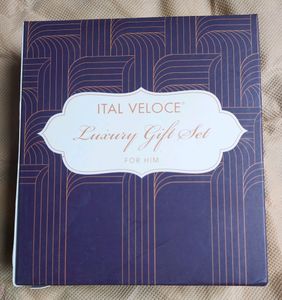 ITAL VELOCE®
Luxury Gift Set
FOR HIM